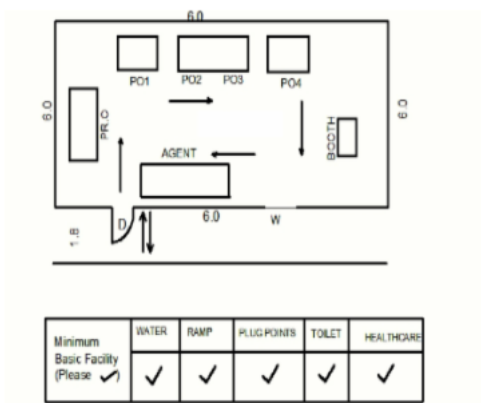 6.0
PO1
PO2
PO3
PO4
6.0
PR.O
6.0
BOOTH
AGENT
6.0
D
W
1.8
WATER
RAMP
PLUG POINTS
TOILET
HEALTHCARE
Minimum
Basic Facility
(Please ✓)
✓ ✓ ✓ ✓ ✓